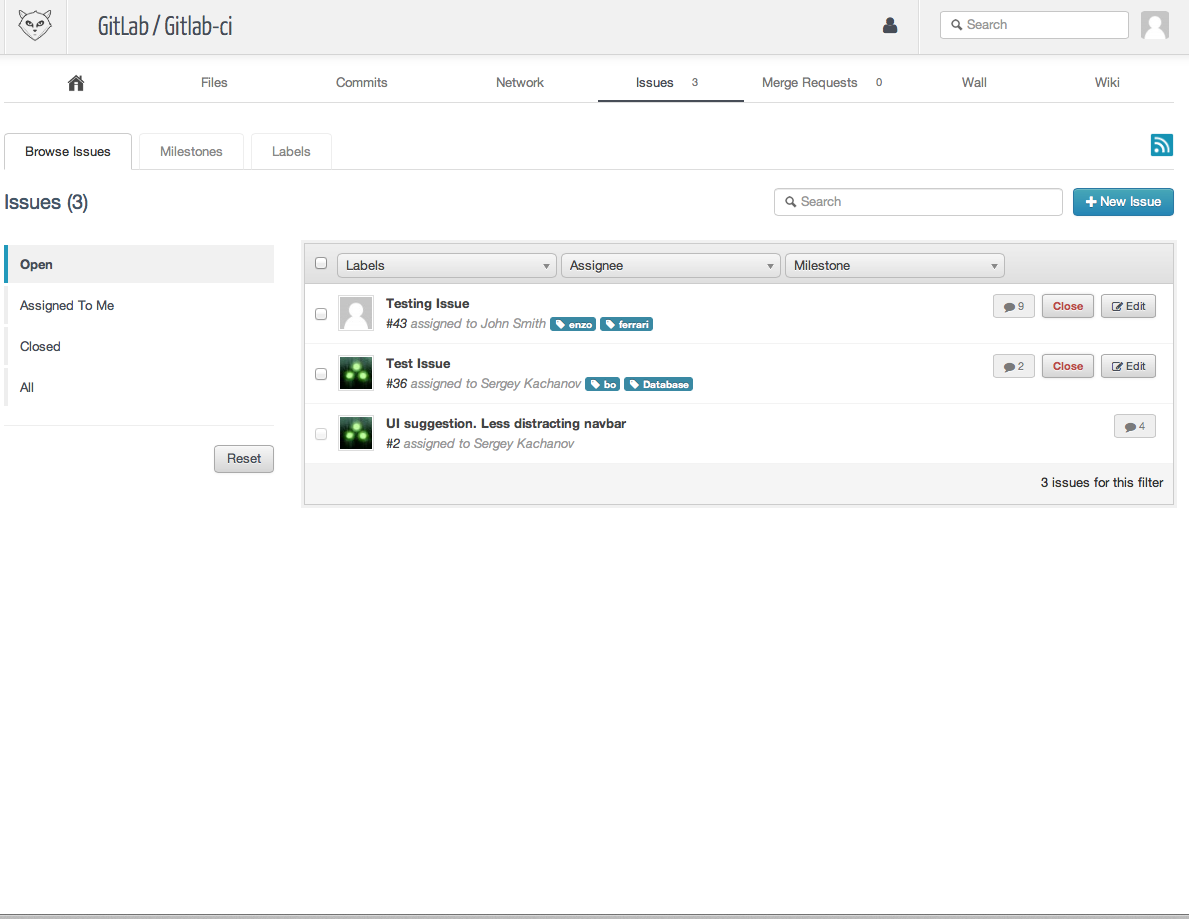 GitLab / Gitlab-ci
Search
Files Commits Network Issues 3 Merge Requests 0 Wall Wiki
Browse Issues Milestones Labels
Issues (3)
Search
New Issue
Open
Assigned To Me
Closed
All
Reset
Labels Assignee Milestone
Testing Issue
#43 assigned to John Smith enzo ferrari
9 Close Edit
Test Issue
#36 assigned to Sergey Kachanov bo Database
2 Close Edit
UI suggestion. Less distracting navbar
#2 assigned to Sergey Kachanov
4
3 issues for this filter